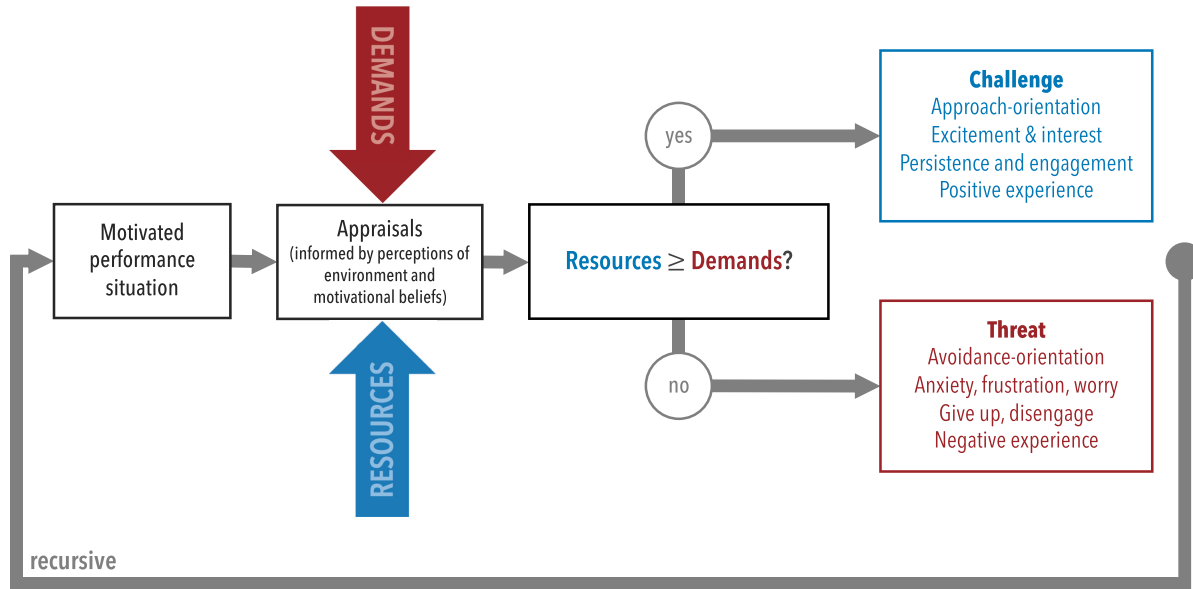 DEMANDS
Motivated
performance
situation
Appraisals
(informed by perceptions of
environment and
motivational beliefs)
RESOURCES
Resources ≥ Demands?
yes
no
Challenge
Approach-orientation
Excitement & interest
Persistence and engagement
Positive experience
Threat
Avoidance-orientation
Anxiety, frustration, worry
Give up, disengage
Negative experience
recursive